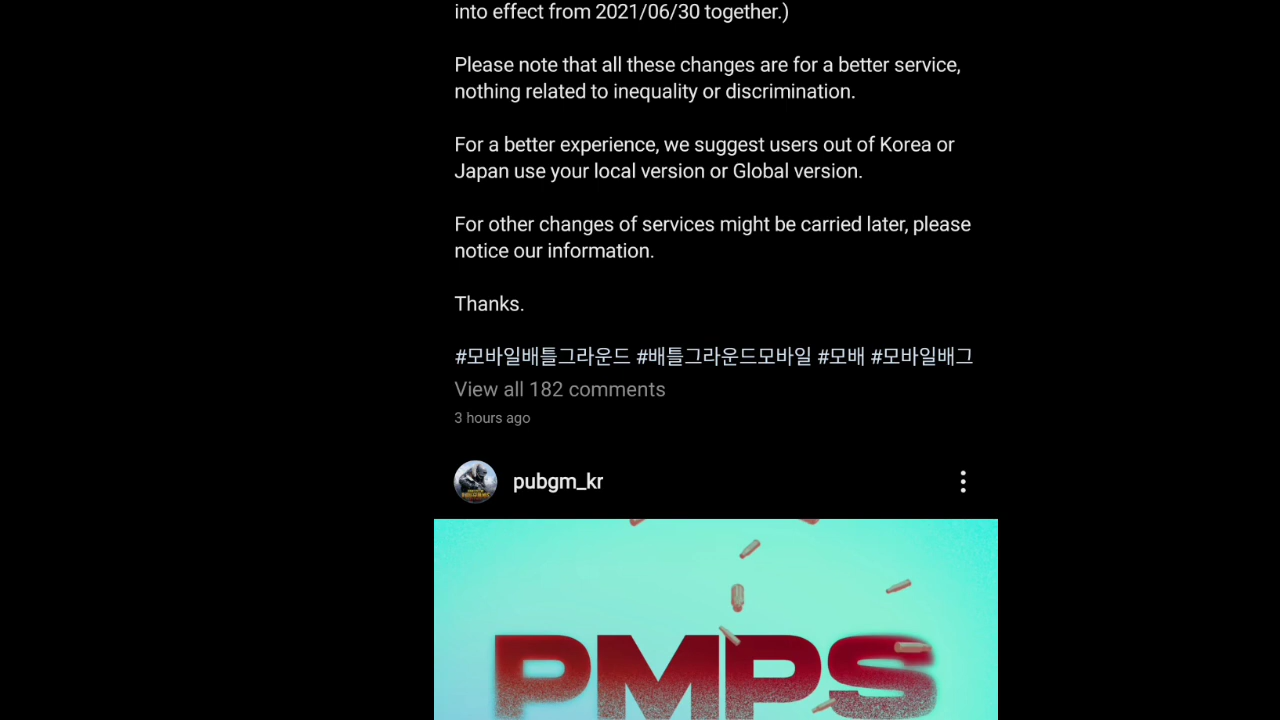 into effect from 2021/06/30 together.)
Please note that all these changes are for a better service,
nothing related to inequality or discrimination.
For a better experience, we suggest users out of Korea or
Japan use your local version or Global version.
For other changes of services might be carried later, please
notice our information.
Thanks.
#모바일배틀그라운드 #배틀그라운드모바일 #모배 #모바일배그
View all 182 comments
3 hours ago
pubgm_kr
PMPS